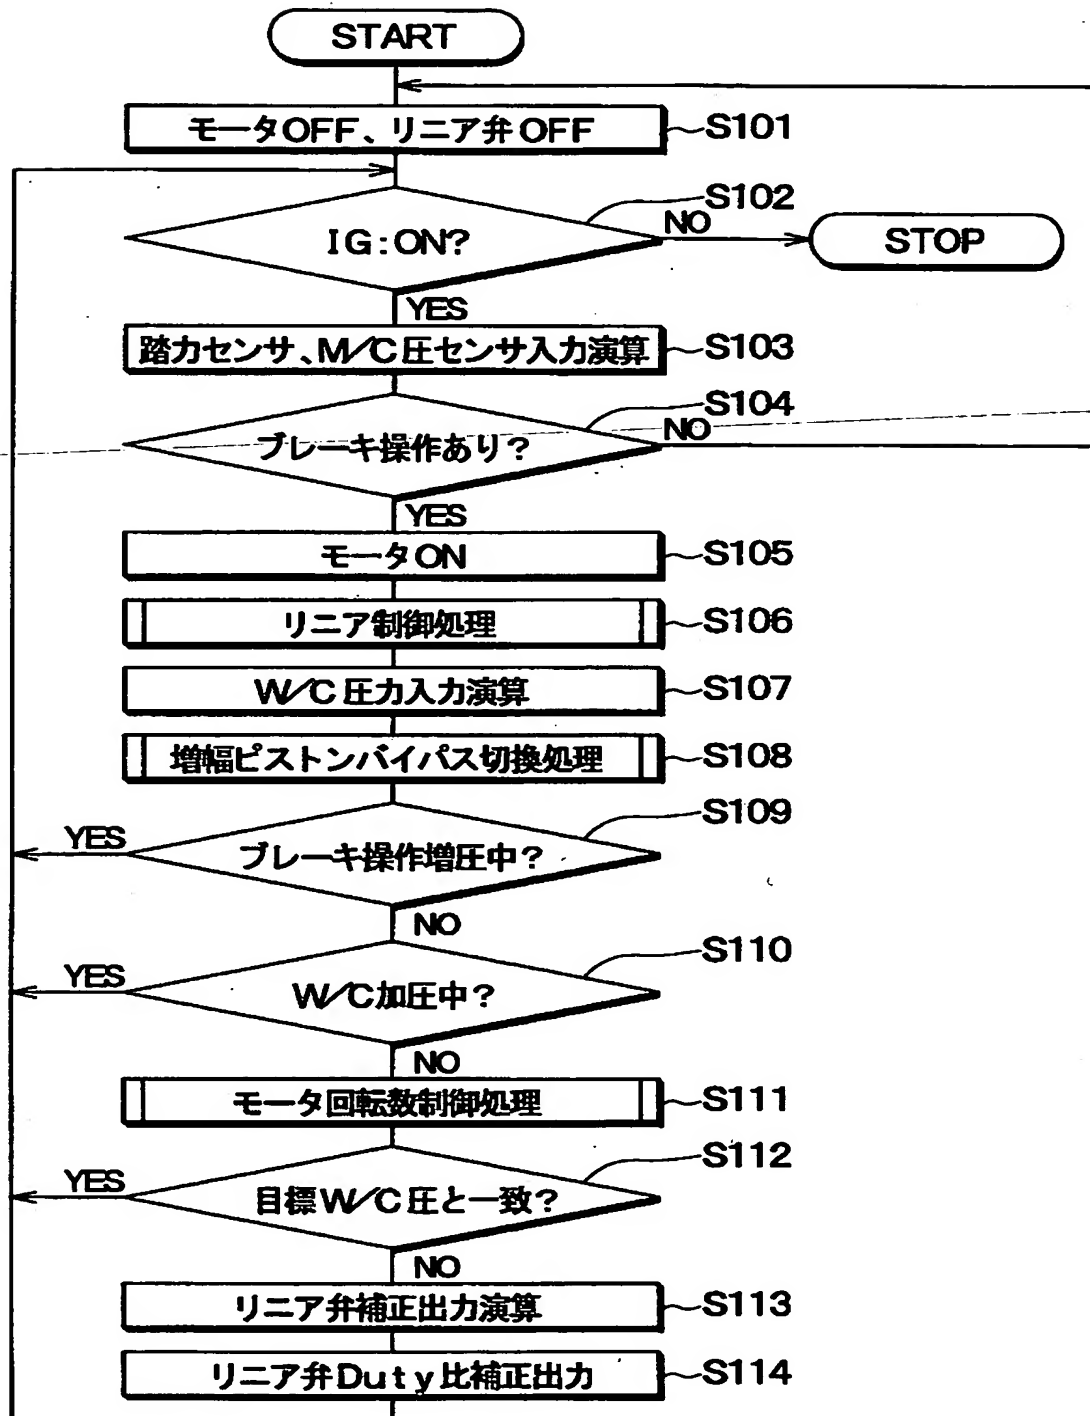 START
モータOFF、リニア弁OFF
S101
S102
IG:ON?
NO
STOP
YES
踏力センサ、M/C圧センサ入力演算
S103
S104
ブレーキ操作あり?
NO
YES
モータON
S105
リニア制御処理
S106
W/C圧力入力演算
S107
増幅ピストンバイパス切換処理
S108
S109
YES
ブレーキ操作増圧中?
NO
S110
YES
W/C加圧中?
NO
モータ回転数制御処理
S111
S112
YES
目標W/C圧と一致?
NO
リニア弁補正出力演算
S113
リニア弁Duty比補正出力
S114